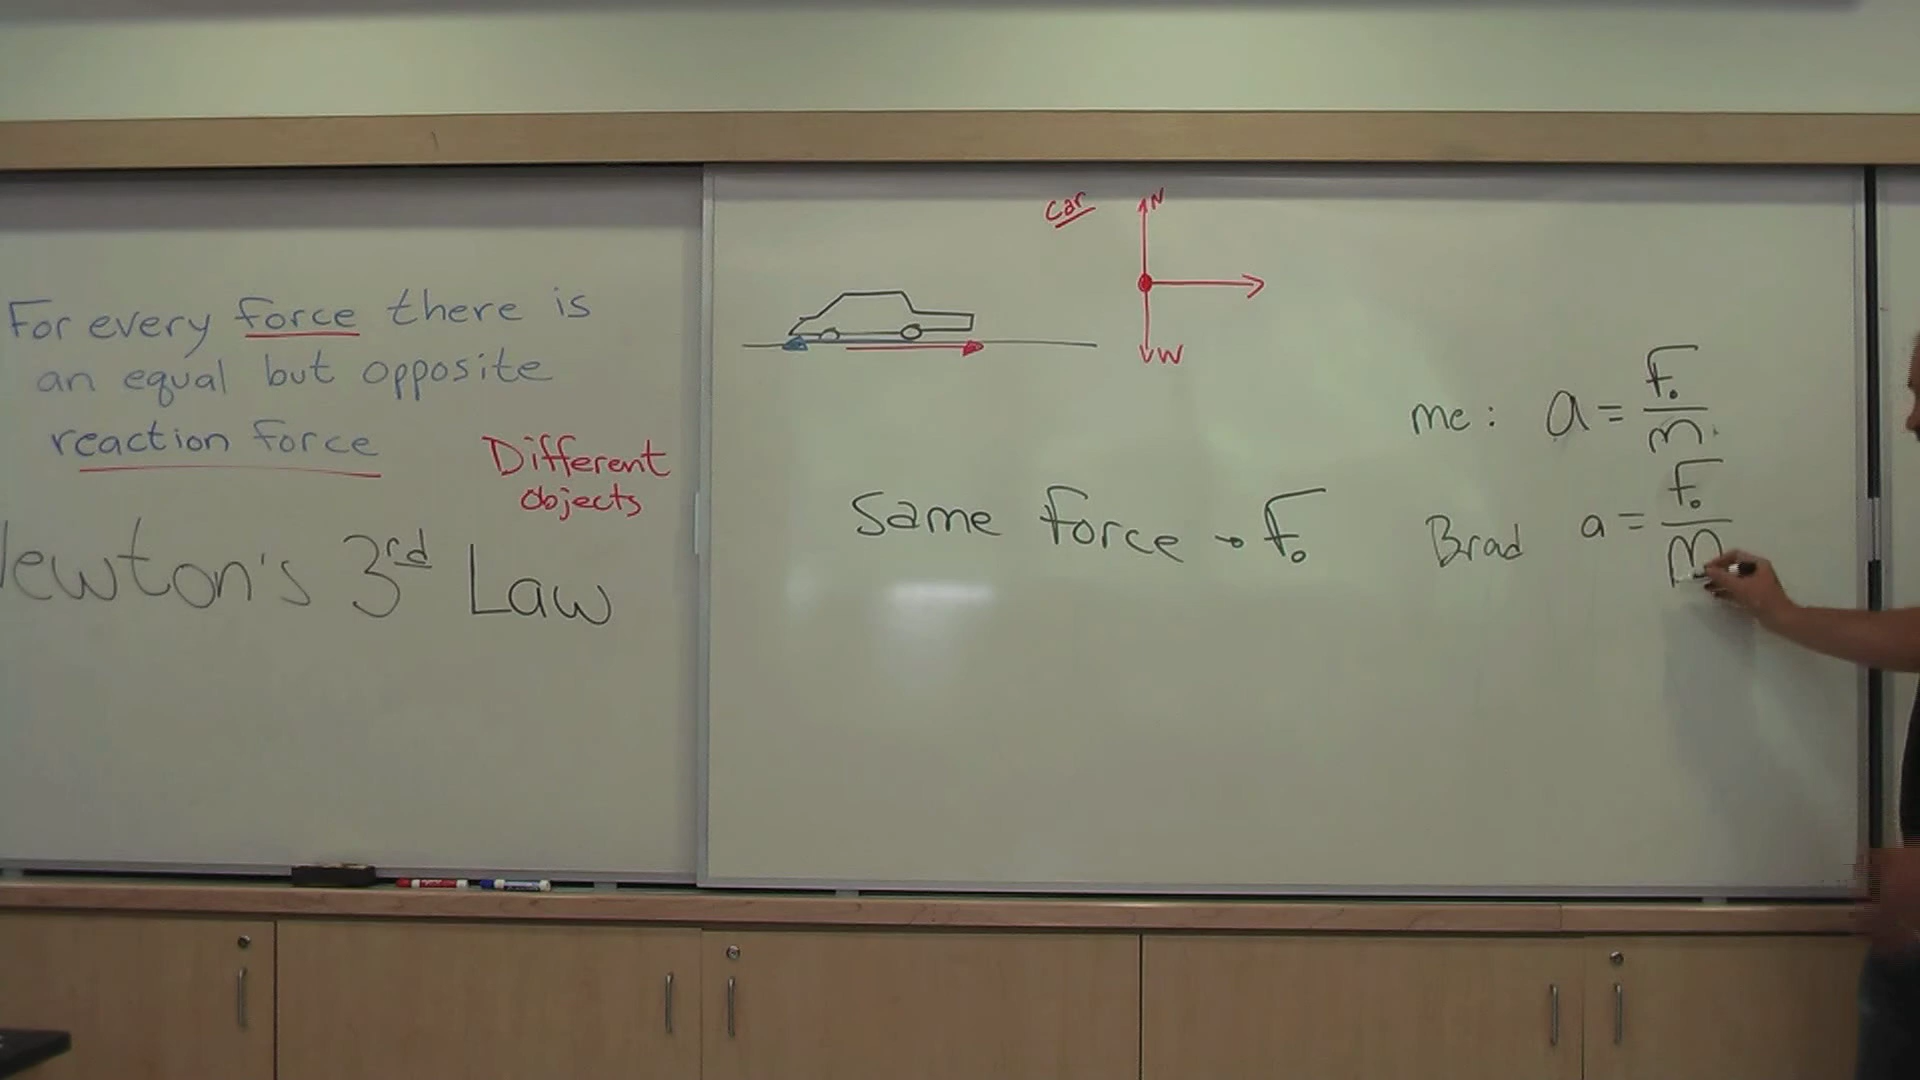 For every force there is
an equal but opposite
reaction force
Different
objects
Newton's 3rd Law
Car
N
W
Same force → F₀
me: a = F₀/m
Brad a = F₀/m